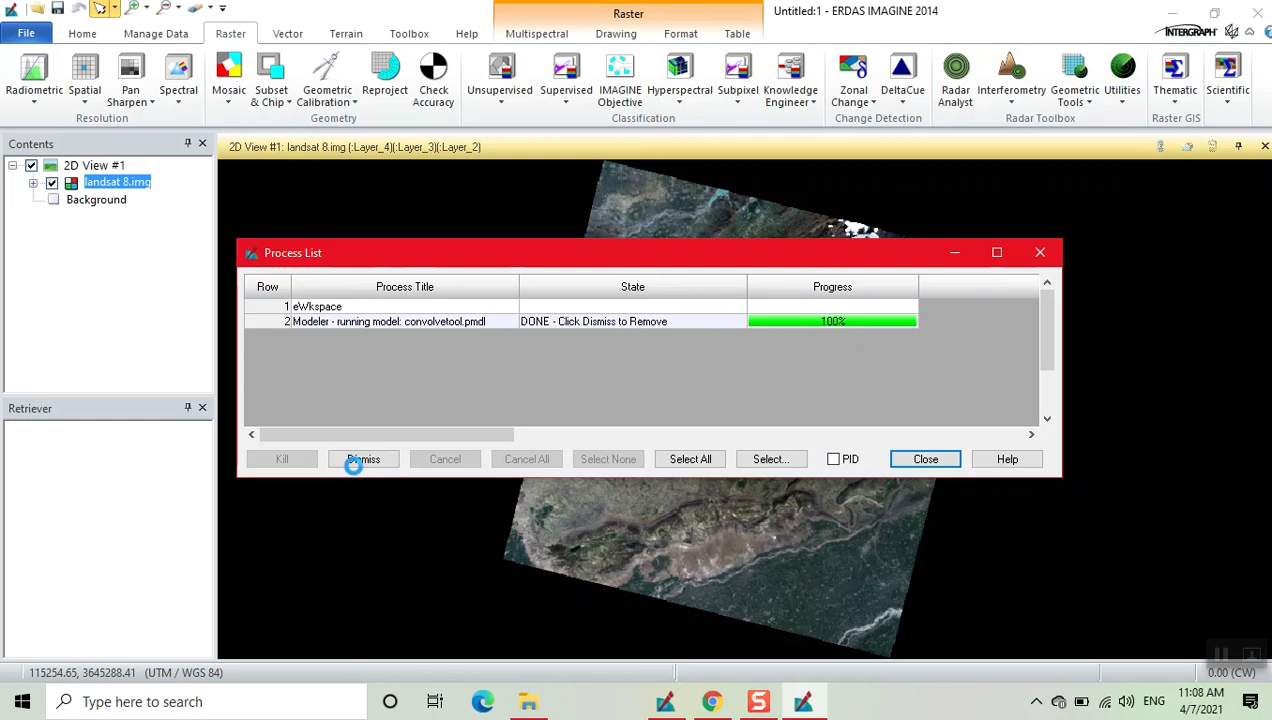 Raster
Untitled:1 - ERDAS IMAGINE 2014
File
Home
Manage Data
Raster
Vector
Terrain
Toolbox
Help
Multispectral
Drawing
Format
Table
INTERGRAPH
Radiometric
Spatial
Pan
Sharpen
Spectral
Mosaic
Subset
& Chip
Geometric
Calibration
Reproject
Check
Accuracy
Unsupervised
Supervised
IMAGINE
Objective
Hyperspectral
Subpixel
Knowledge
Engineer
Zonal
Change
DeltaCue
Radar
Analyst
Interferometry
Geometric
Tools
Utilities
Thematic
Scientific
Resolution
Geometry
Classification
Change Detection
Radar Toolbox
Raster GIS
Contents
2D View #1
landsat 8.img
Background
2D View #1: landsat 8.img (:Layer_4)(:Layer_3)(:Layer_2)
Process List
Row
Process Title
State
Progress
1 eWkspace
2 Modeler - running model: convolvetool.pmdl
DONE - Click Dismiss to Remove
100%
Kill
Dismiss
Cancel
Cancel All
Select None
Select All
Select...
PID
Close
Help
Retriever
115254.65, 3645288.41 (UTM / WGS 84)
0.00 (CW)
Type here to search
ENG
11:08 AM
4/7/2021